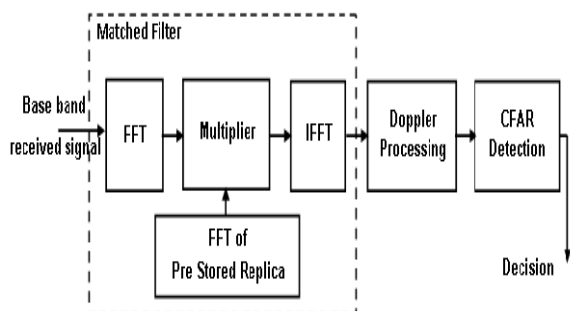 Matched Filter
Base band
received signal
FFT
Multiplier
IFFT
Doppler
Processing
CFAR
Detection
FFT of
Pre Stored Replica
Decision